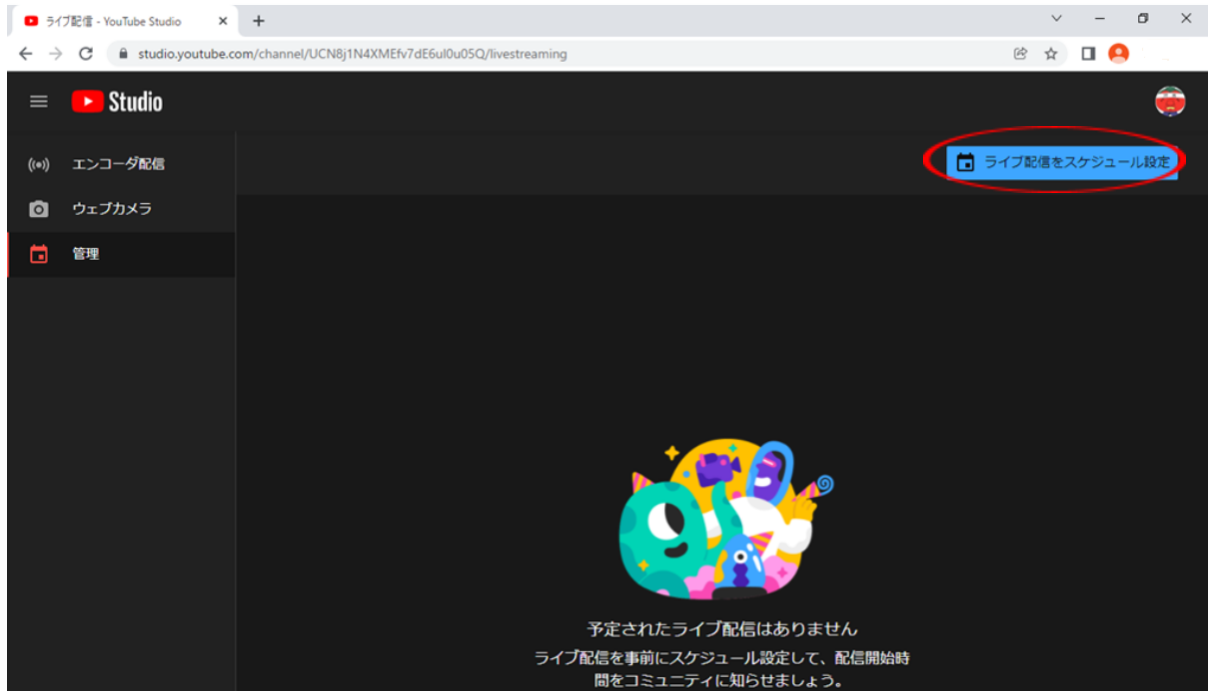 ライブ配信 - YouTube Studio
studio.youtube.com/channel/UCN8j1N4XMEfv7dE6ul0u05Q/livestreaming
Studio
エンコーダ配信
ライブ配信をスケジュール設定
ウェブカメラ
管理
予定されたライブ配信はありません
ライブ配信を事前にスケジュール設定して、配信開始時
間をコミュニティに知らせましょう。